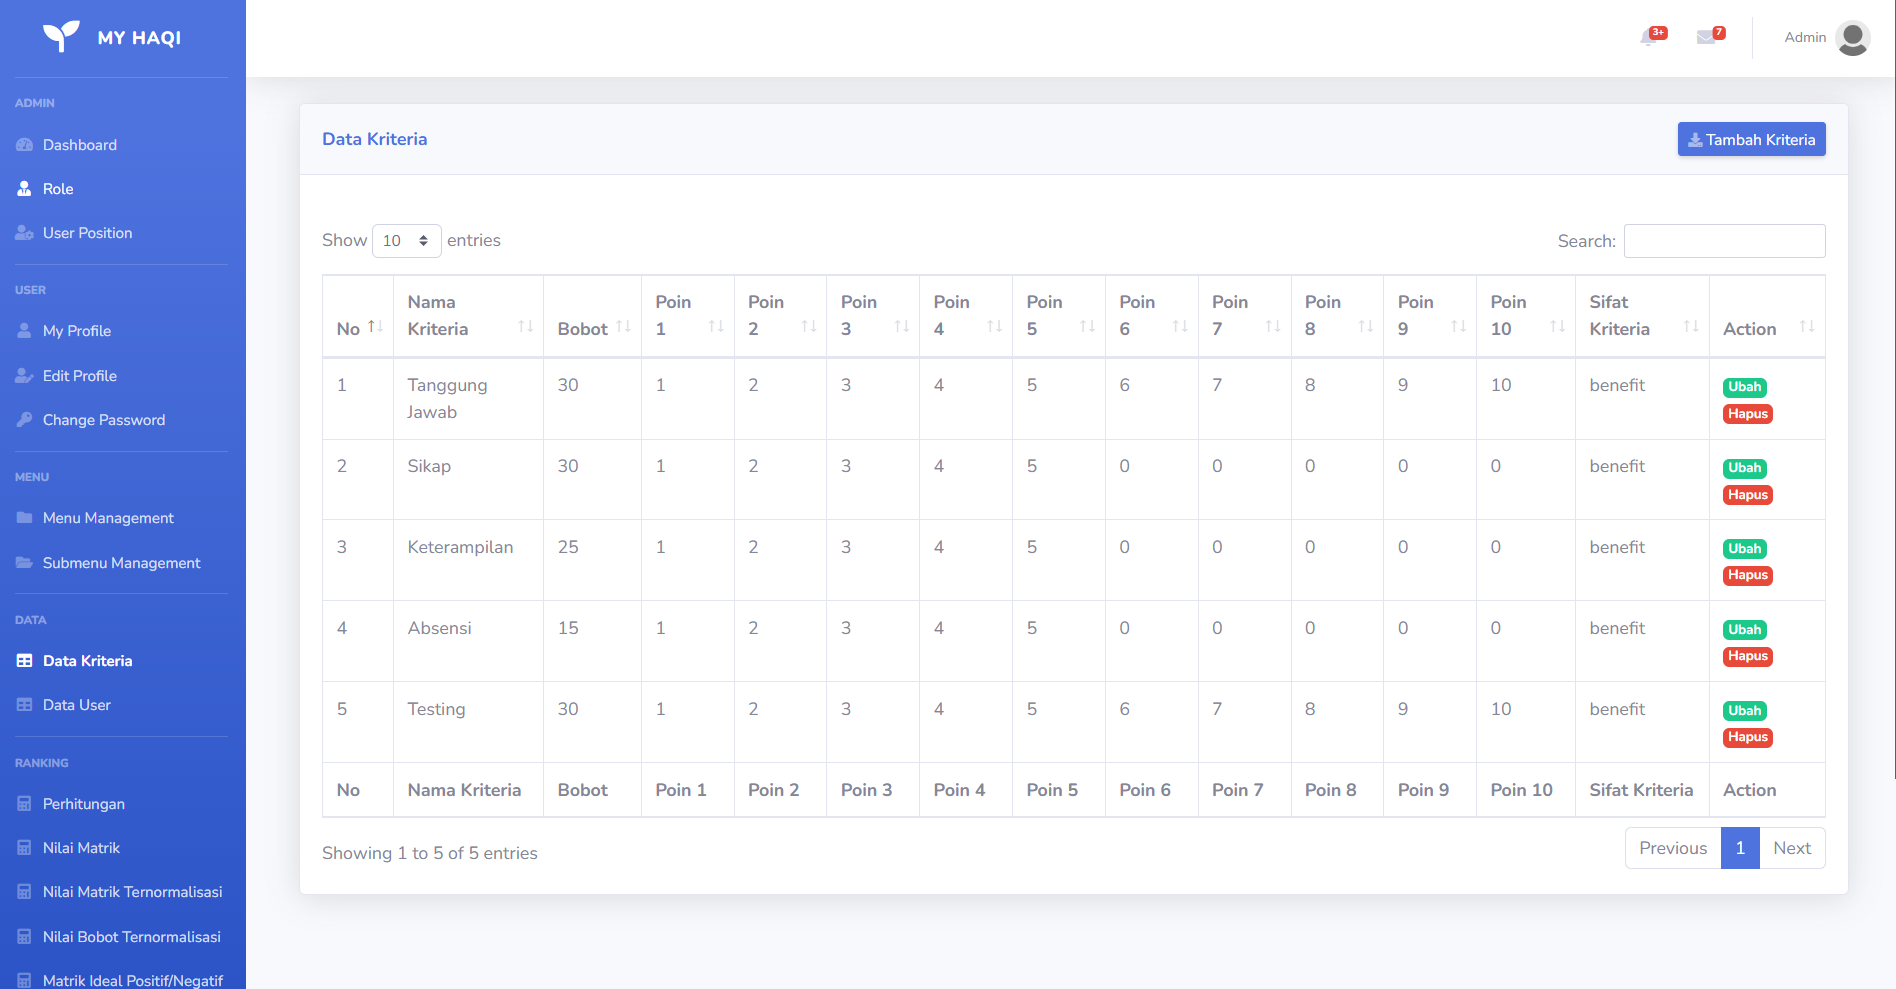 MY HAQI
ADMIN
Dashboard
Role
User Position
USER
My Profile
Edit Profile
Change Password
MENU
Menu Management
Submenu Management
DATA
Data Kriteria
Data User
RANKING
Perhitungan
Nilai Matrik
Nilai Matrik Ternormalisasi
Nilai Bobot Ternormalisasi
Matrik Ideal Positif/Negatif
3+ 7 Admin
Data Kriteria Tambah Kriteria
Show 10 entries Search:
No Nama Kriteria Bobot Poin 1 Poin 2 Poin 3 Poin 4 Poin 5 Poin 6 Poin 7 Poin 8 Poin 9 Poin 10 Sifat Kriteria Action
1 Tanggung Jawab 30 1 2 3 4 5 6 7 8 9 10 benefit Ubah Hapus
2 Sikap 30 1 2 3 4 5 0 0 0 0 0 benefit Ubah Hapus
3 Keterampilan 25 1 2 3 4 5 0 0 0 0 0 benefit Ubah Hapus
4 Absensi 15 1 2 3 4 5 0 0 0 0 0 benefit Ubah Hapus
5 Testing 30 1 2 3 4 5 6 7 8 9 10 benefit Ubah Hapus
No Nama Kriteria Bobot Poin 1 Poin 2 Poin 3 Poin 4 Poin 5 Poin 6 Poin 7 Poin 8 Poin 9 Poin 10 Sifat Kriteria Action
Showing 1 to 5 of 5 entries Previous 1 Next